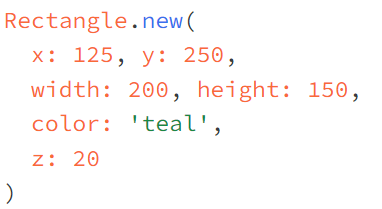 Rectangle.new(
  x: 125, y: 250,
  width: 200, height: 150,
  color: 'teal',
  z: 20
)